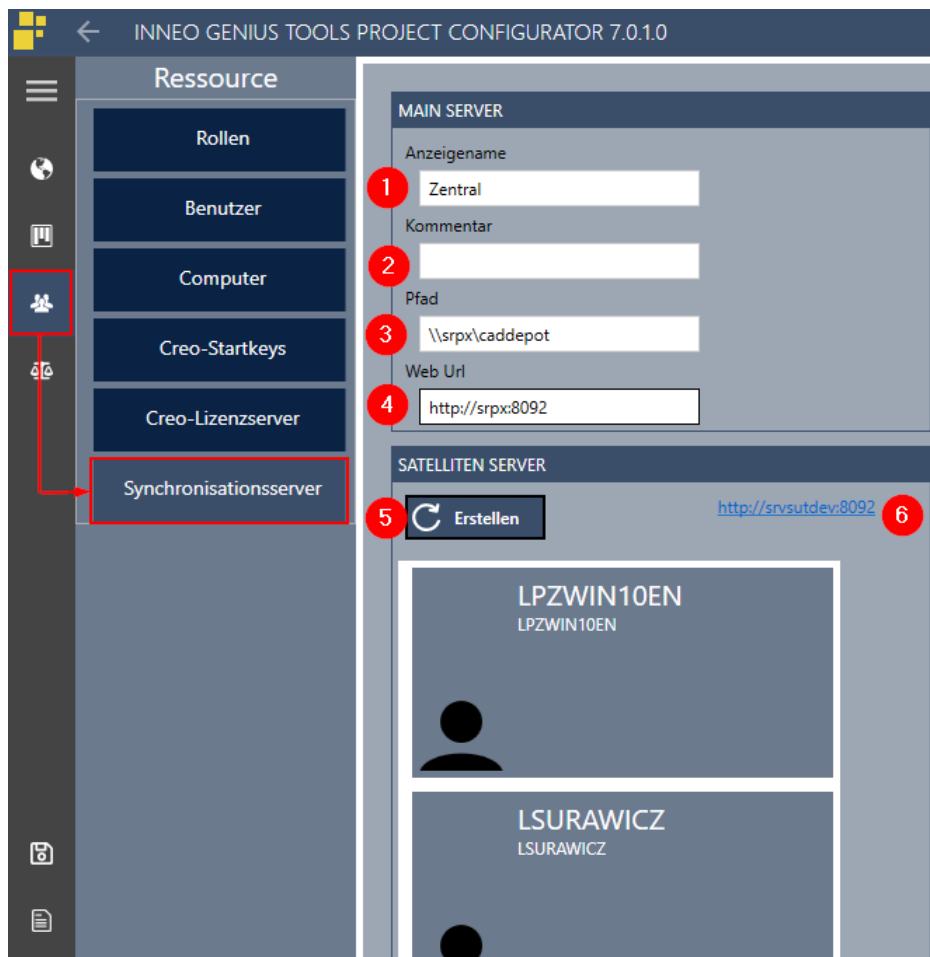 INNEO GENIUS TOOLS PROJECT CONFIGURATOR 7.0.1.0
Ressource
Rollen
Benutzer
Computer
Creo-Startkeys
Creo-Lizenzserver
Synchronisationsserver
MAIN SERVER
Anzeigename
1
Zentral
Kommentar
2
Pfad
3
\\srpx\caddepot
Web Url
4
http://srpx:8092
SATELLITEN SERVER
5
Erstellen
http://srvsutdev:8092
6
LPZWIN10EN
LPZWIN10EN
LSURAWICZ
LSURAWICZ